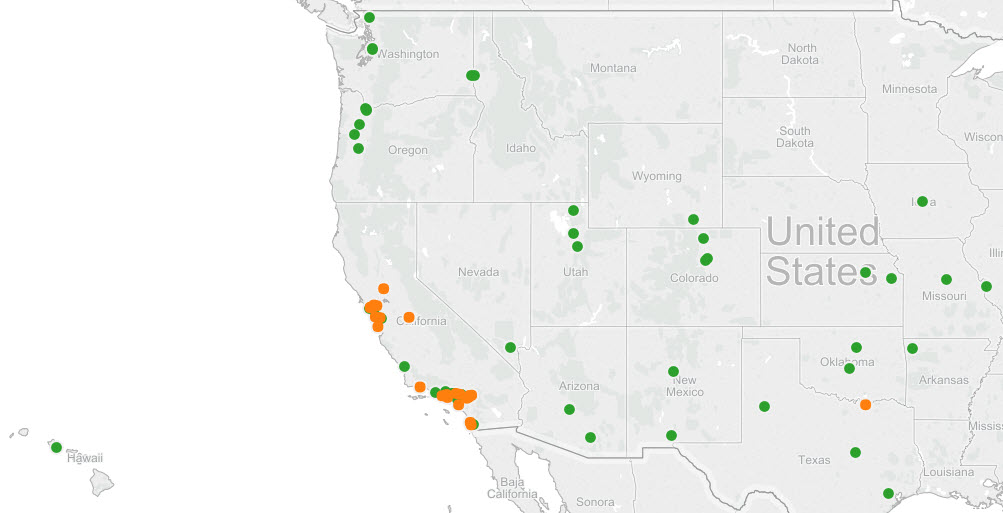 Washington
Montana
North
Dakota
Minnesota
Oregon
Idaho
South
Dakota
Wyoming
United
States
Nevada
Utah
Colorado
Missouri
California
Oklahoma
Arkansas
Arizona
New
Mexico
Texas
Louisiana
Hawaii
Baja
California
Sonora
Wiscon
Illi
Mississ